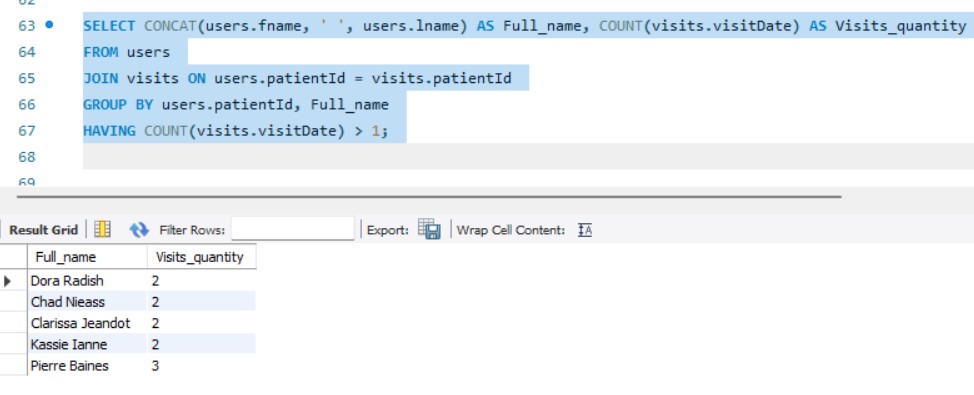 62
63 SELECT CONCAT(users.fname, ' ', users.lname) AS Full_name, COUNT(visits.visitDate) AS Visits_quantity
64 FROM users
65 JOIN visits ON users.patientId = visits.patientId
66 GROUP BY users.patientId, Full_name
67 HAVING COUNT(visits.visitDate) > 1;
68
69
Result Grid Filter Rows: Export: Wrap Cell Content: IA
Full_name Visits_quantity
Dora Radish 2
Chad Nieass 2
Clarissa Jeandot 2
Kassie Ianne 2
Pierre Baines 3